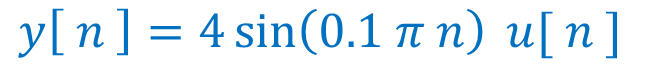 y[ n ] = 4 sin(0.1 π n) u[ n ]